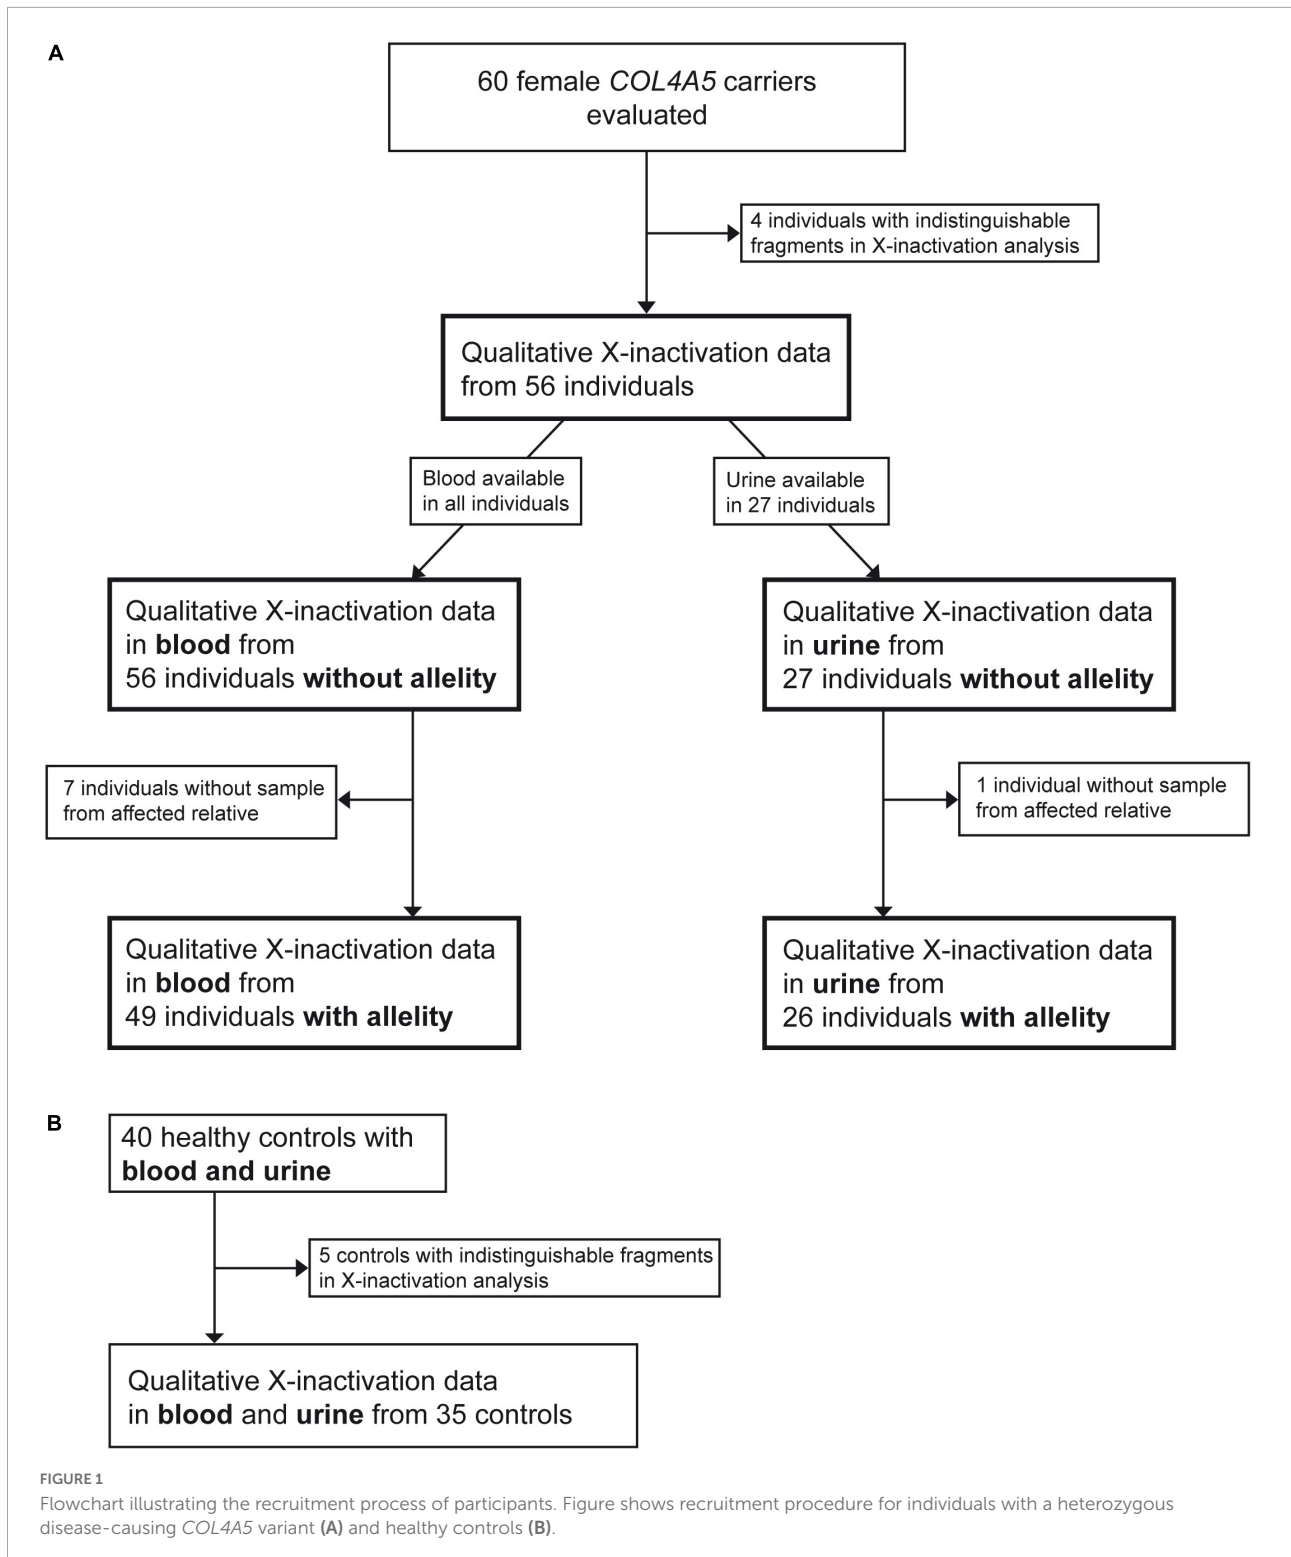 A
60 female COL4A5 carriers
evaluated
4 individuals with indistinguishable
fragments in X-inactivation analysis
Qualitative X-inactivation data
from 56 individuals
Blood available
in all individuals
Urine available
in 27 individuals
Qualitative X-inactivation data
in blood from
56 individuals without allelity
Qualitative X-inactivation data
in urine from
27 individuals without allelity
7 individuals without sample
from affected relative
1 individual without sample
from affected relative
Qualitative X-inactivation data
in blood from
49 individuals with allelity
Qualitative X-inactivation data
in urine from
26 individuals with allelity
B
40 healthy controls with
blood and urine
5 controls with indistinguishable fragments
in X-inactivation analysis
Qualitative X-inactivation data
in blood and urine from 35 controls
FIGURE 1
Flowchart illustrating the recruitment process of participants. Figure shows recruitment procedure for individuals with a heterozygous
disease-causing COL4A5 variant (A) and healthy controls (B).